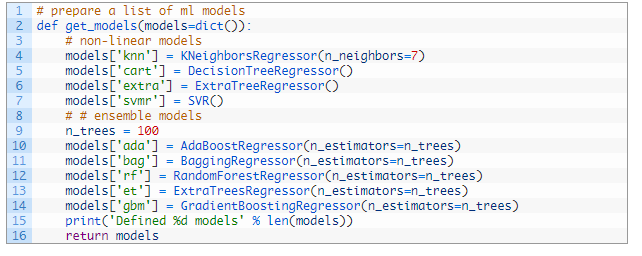 1 # prepare a list of ml models
2 def get_models(models=dict()):
3     # non-linear models
4     models['knn'] = KNeighborsRegressor(n_neighbors=7)
5     models['cart'] = DecisionTreeRegressor()
6     models['extra'] = ExtraTreeRegressor()
7     models['svmr'] = SVR()
8     # # ensemble models
9     n_trees = 100
10     models['ada'] = AdaBoostRegressor(n_estimators=n_trees)
11     models['bag'] = BaggingRegressor(n_estimators=n_trees)
12     models['rf'] = RandomForestRegressor(n_estimators=n_trees)
13     models['et'] = ExtraTreesRegressor(n_estimators=n_trees)
14     models['gbm'] = GradientBoostingRegressor(n_estimators=n_trees)
15     print('Defined %d models' % len(models))
16     return models